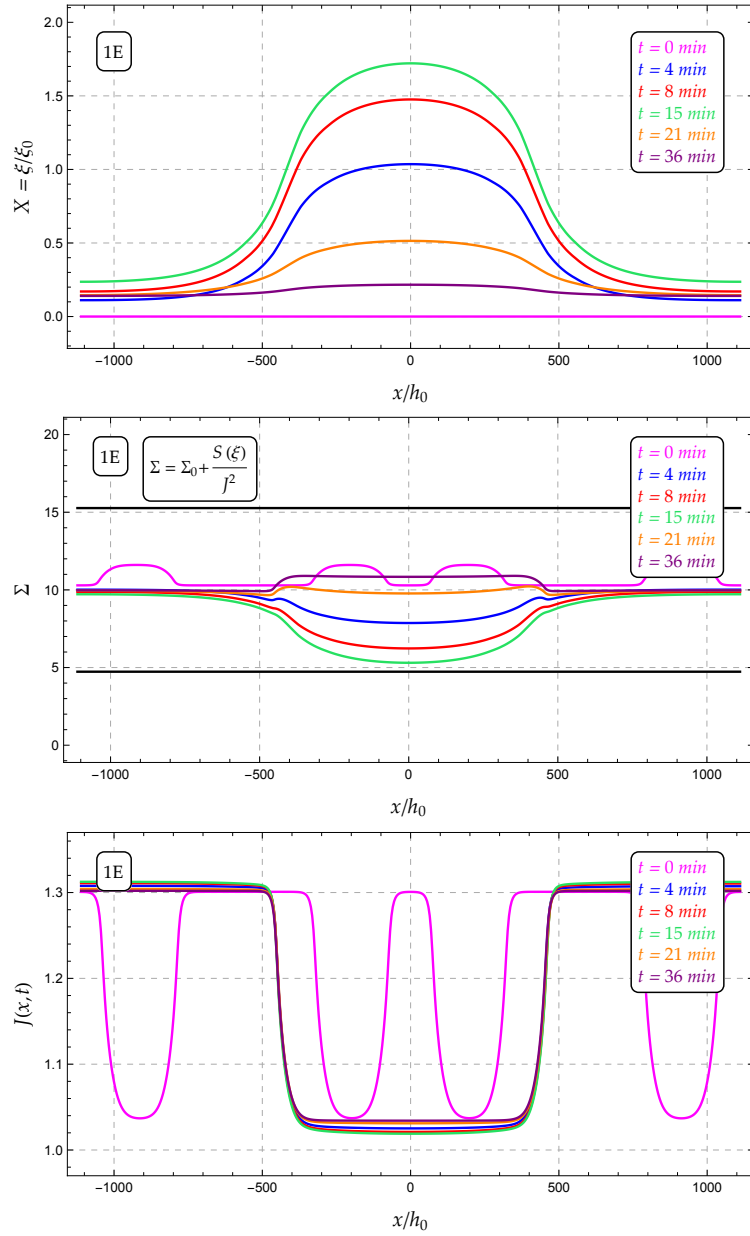 2.0
1E
t = 0 min
t = 4 min
t = 8 min
t = 15 min
t = 21 min
t = 36 min
1.5
X = ξ/ξ₀
1.0
0.5
0.0
−1000 −500 0 500 1000
x/h₀
20
1E
Σ = Σ₀+ S(ξ)/J²
t = 0 min
t = 4 min
t = 8 min
t = 15 min
t = 21 min
t = 36 min
15
Σ
10
5
0
−1000 −500 0 500 1000
x/h₀
1E
t = 0 min
t = 4 min
t = 8 min
t = 15 min
t = 21 min
t = 36 min
1.3
J(x,t)
1.2
1.1
1.0
−1000 −500 0 500 1000
x/h₀